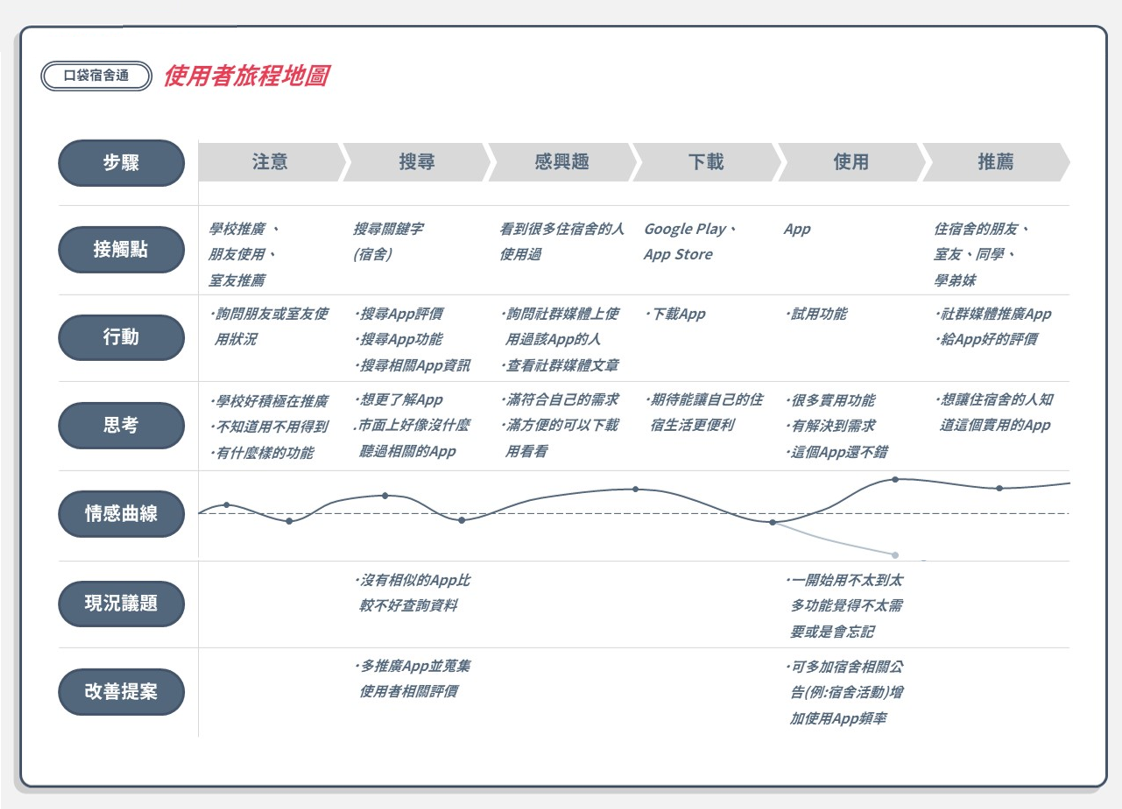 口袋宿舍通
使用者旅程地圖
步驟
注意
搜尋
感興趣
下載
使用
推薦
接觸點
學校推廣、
朋友使用、
室友推薦
搜尋關鍵字
(宿舍)
看到很多住宿舍的人
使用過
Google Play、
App Store
App
住宿舍的朋友、
室友、同學、
學弟妹
行動
·詢問朋友或室友使
用狀況
·搜尋App評價
·搜尋App功能
·搜尋相關App資訊
·詢問社群媒體上使
用過該App的人
·查看社群媒體文章
·下載App
·試用功能
·社群媒體推廣App
·給App好的評價
思考
·學校好積極在推廣
·不知道用不用得到
·有什麼樣的功能
·想更了解App
·市面上好像沒什麼
聽過相關的App
·滿符合自己的需求
·滿方便的可以下載
用看看
·期待能讓自己的住
宿生活更便利
·很多實用功能
·有解決到需求
·這個App還不錯
·想讓住宿舍的人知
道這個實用的App
情感曲線
現況議題
·沒有相似的App比
較不好查詢資料
·一開始用不太到太
多功能覺得不太需
要或是會忘記
改善提案
·多推廣App並蒐集
使用者相關評價
·可多加宿舍相關公
告(例:宿舍活動)增
加使用App頻率